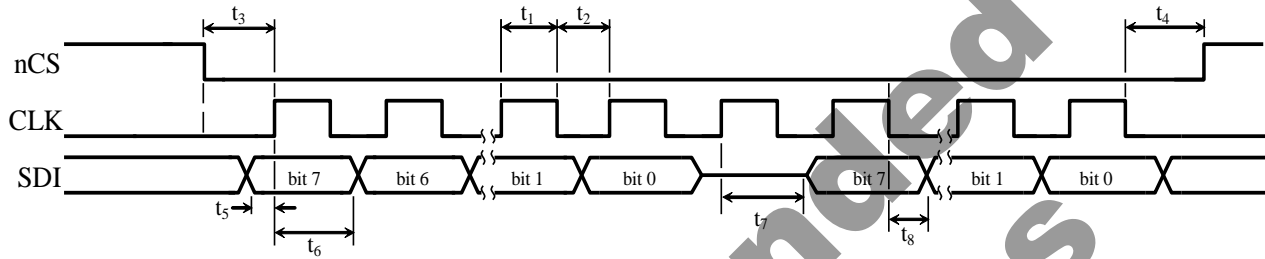 t3
t1
t2
t4
nCS
CLK
SDI
bit 7
bit 6
bit 1
bit 0
bit 7
bit 1
bit 0
t5
t6
t7
t8
nded